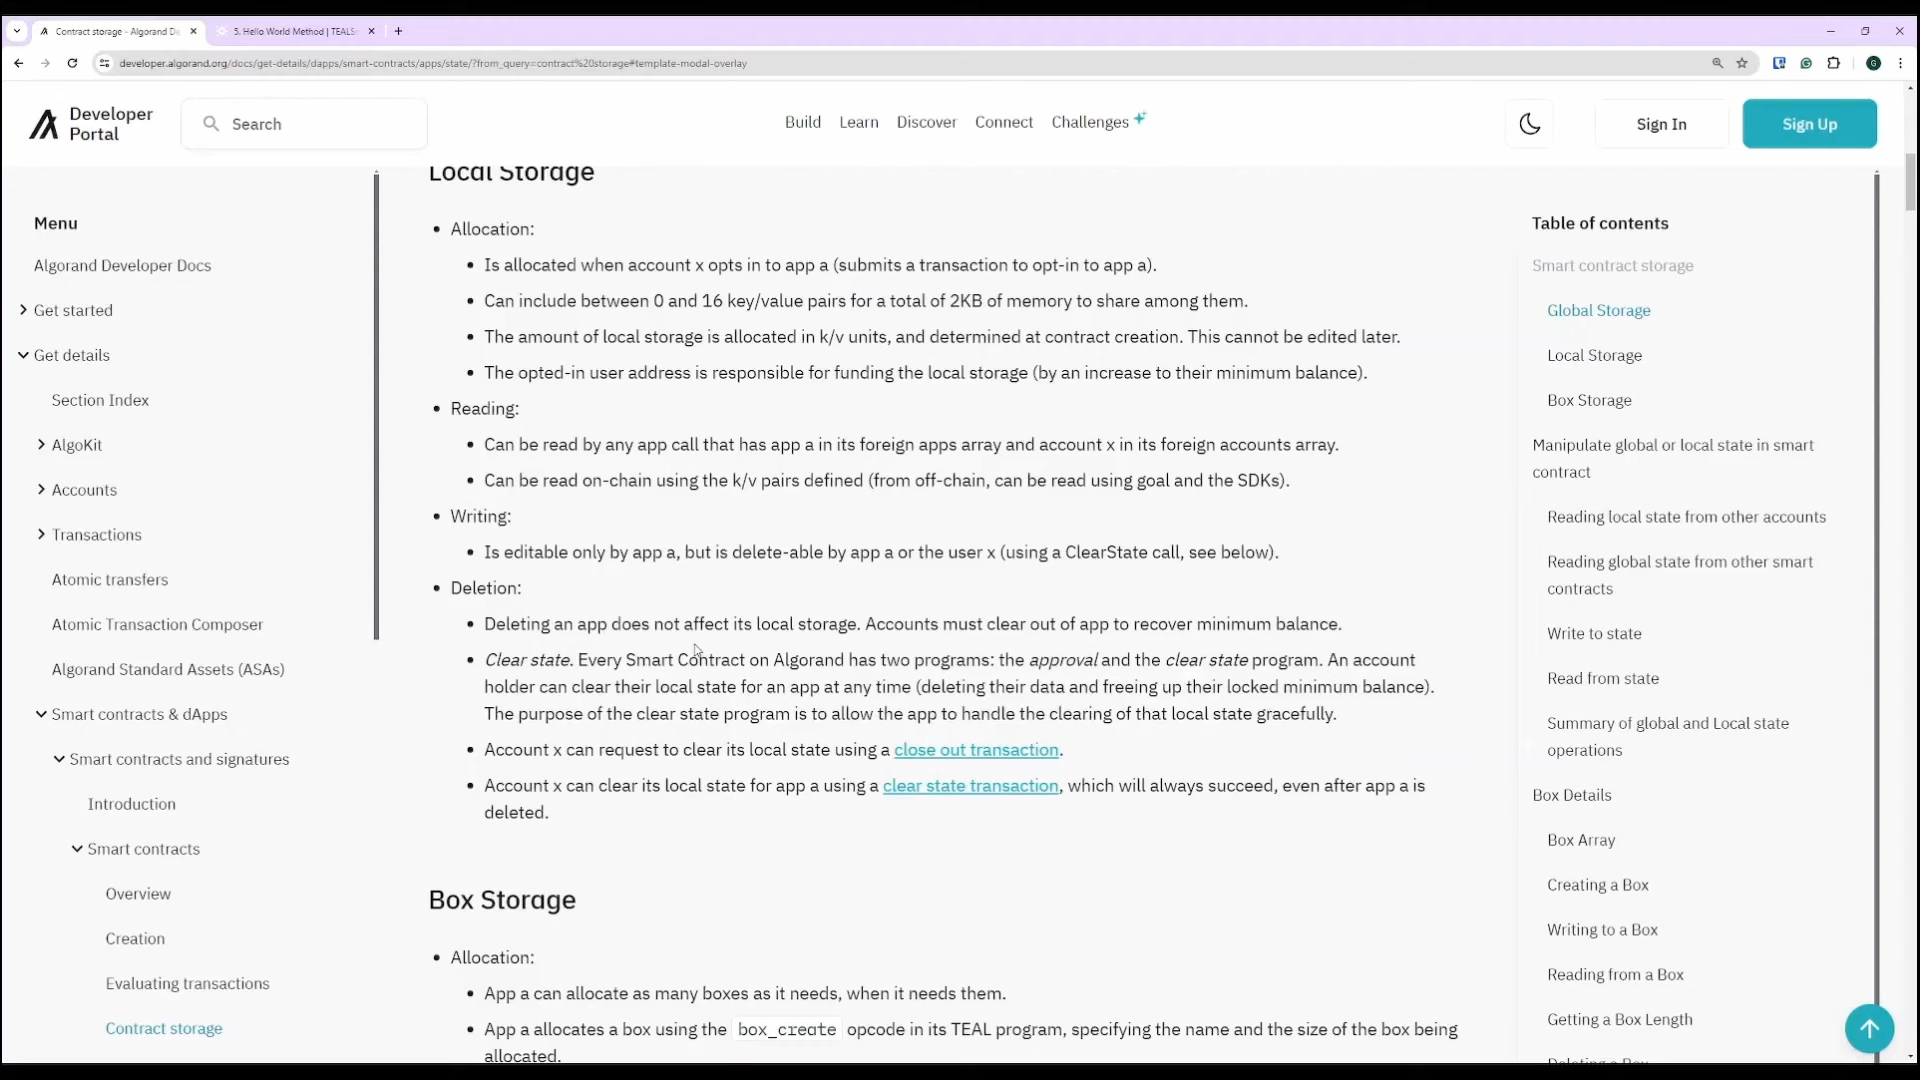 Contract storage - Algorand De
5. Hello World Method | TEALS
developer.algorand.org/docs/get-details/dapps/smart-contracts/apps/state/?from_query=contract%20storage#template-modal-overlay
G
Developer
Portal
Search
Build
Learn
Discover
Connect
Challenges
Sign In
Sign Up
Menu
Algorand Developer Docs
Get started
Get details
Section Index
AlgoKit
Accounts
Transactions
Atomic transfers
Atomic Transaction Composer
Algorand Standard Assets (ASAs)
Smart contracts & dApps
Smart contracts and signatures
Introduction
Smart contracts
Overview
Creation
Evaluating transactions
Contract storage
Local Storage
• Allocation:
• Is allocated when account x opts in to app a (submits a transaction to opt-in to app a).
• Can include between 0 and 16 key/value pairs for a total of 2KB of memory to share among them.
• The amount of local storage is allocated in k/v units, and determined at contract creation. This cannot be edited later.
• The opted-in user address is responsible for funding the local storage (by an increase to their minimum balance).
• Reading:
• Can be read by any app call that has app a in its foreign apps array and account x in its foreign accounts array.
• Can be read on-chain using the k/v pairs defined (from off-chain, can be read using goal and the SDKs).
• Writing:
• Is editable only by app a, but is delete-able by app a or the user x (using a ClearState call, see below).
• Deletion:
• Deleting an app does not affect its local storage. Accounts must clear out of app to recover minimum balance.
• Clear state. Every Smart Contract on Algorand has two programs: the approval and the clear state program. An account
holder can clear their local state for an app at any time (deleting their data and freeing up their locked minimum balance).
The purpose of the clear state program is to allow the app to handle the clearing of that local state gracefully.
• Account x can request to clear its local state using a close out transaction.
• Account x can clear its local state for app a using a clear state transaction, which will always succeed, even after app a is
deleted.
Box Storage
• Allocation:
• App a can allocate as many boxes as it needs, when it needs them.
• App a allocates a box using the box_create opcode in its TEAL program, specifying the name and the size of the box being
allocated.
Table of contents
Smart contract storage
Global Storage
Local Storage
Box Storage
Manipulate global or local state in smart
contract
Reading local state from other accounts
Reading global state from other smart
contracts
Write to state
Read from state
Summary of global and Local state
operations
Box Details
Box Array
Creating a Box
Writing to a Box
Reading from a Box
Getting a Box Length
Deleting a Box